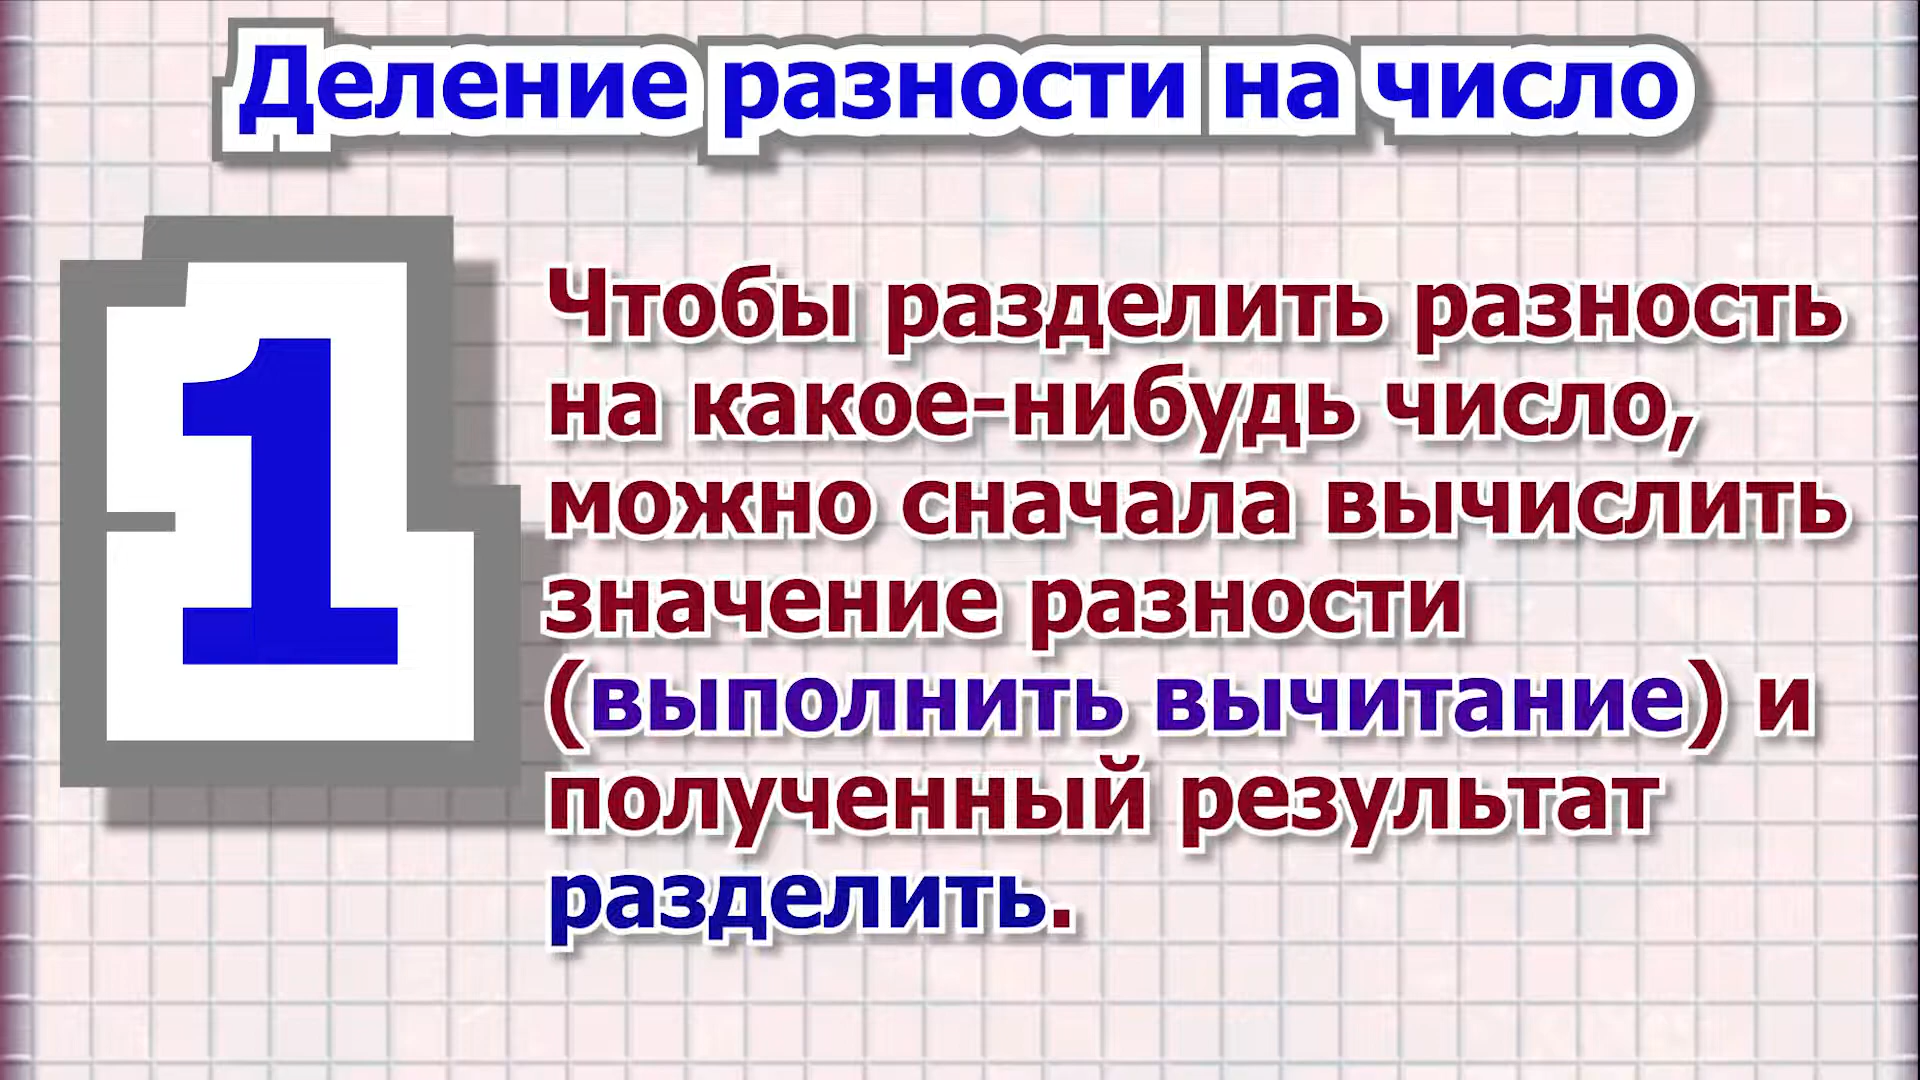 Деление разности на число
1
Чтобы разделить разность
на какое-нибудь число,
можно сначала вычислить
значение разности
(выполнить вычитание) и
полученный результат
разделить.